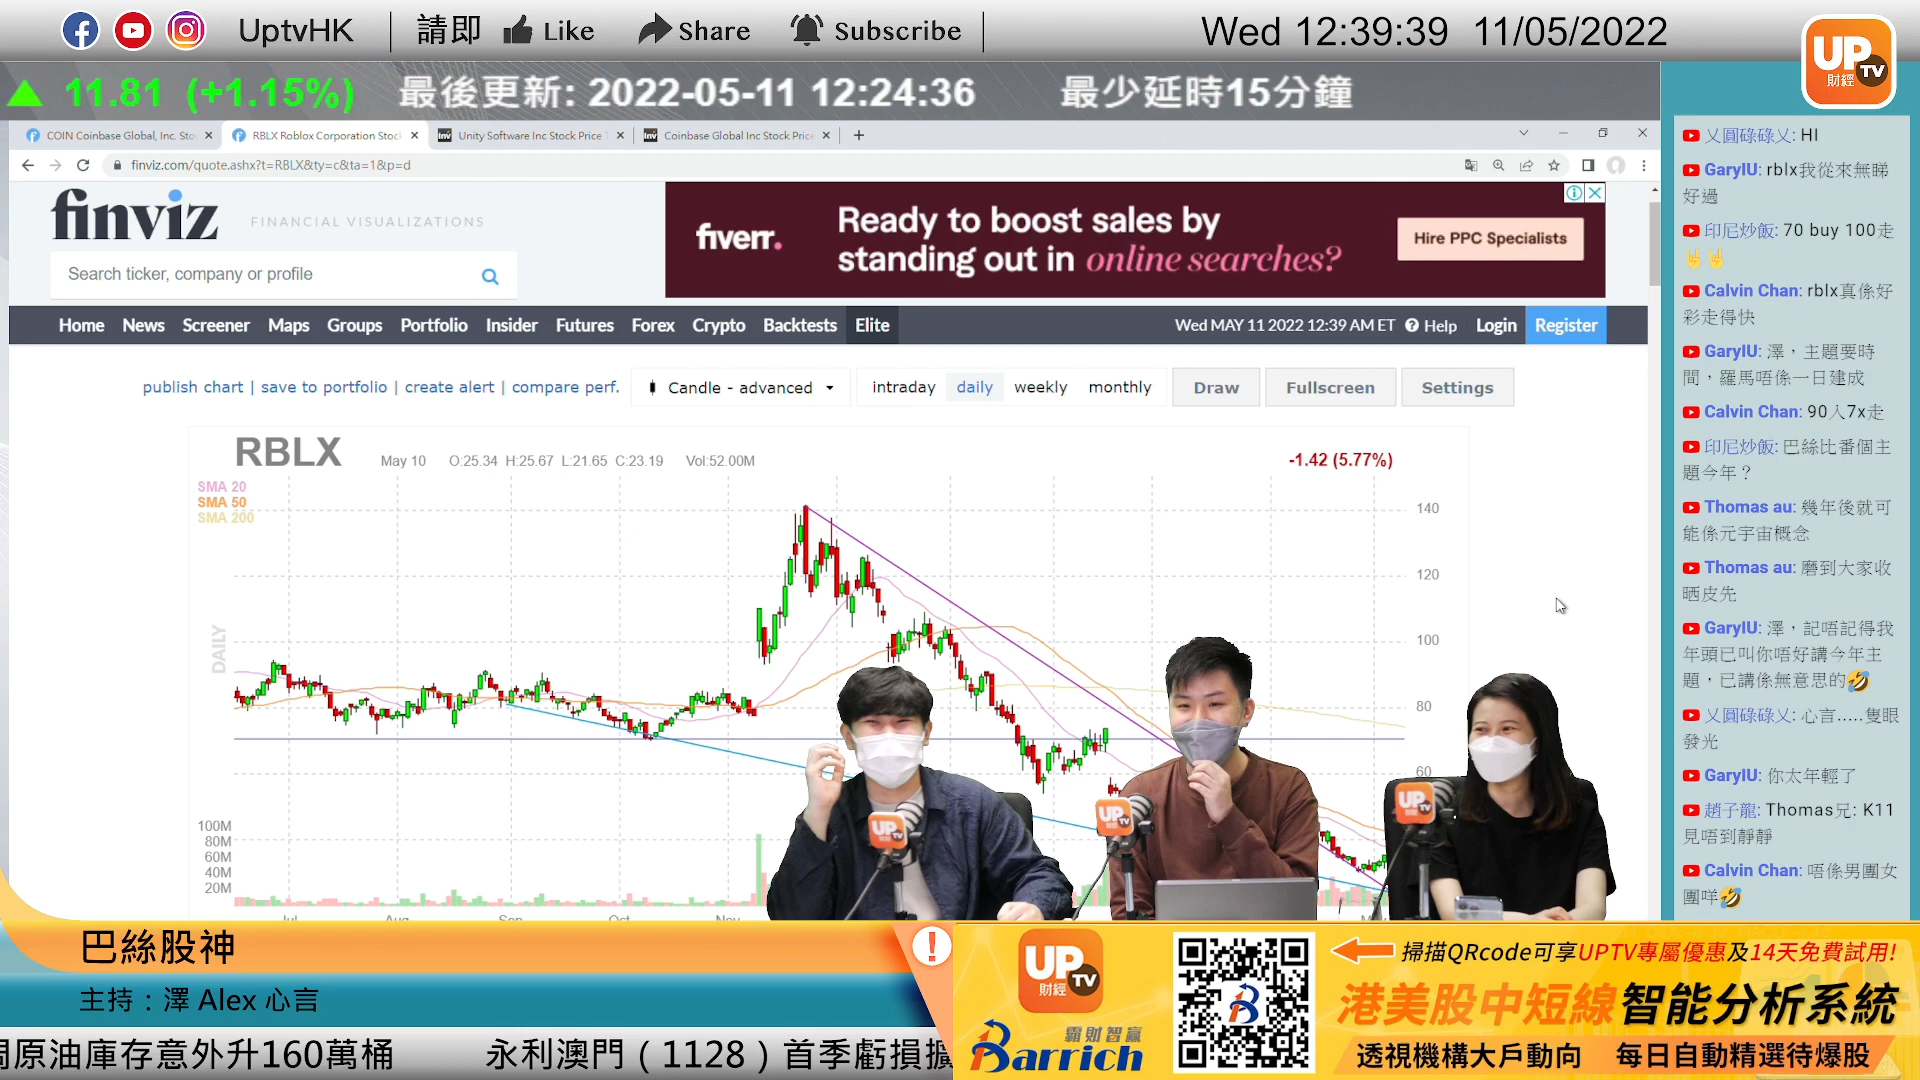 UptvHK
請即
Like
Share
Subscribe
Wed 12:39:39 11/05/2022
UP TV 財經
11.81 (+1.15%)
最後更新: 2022-05-11 12:24:36
最少延時15分鐘
COIN Coinbase Global, Inc. Sto
RBLX Roblox Corporation Stock
Unity Software Inc Stock Price
Coinbase Global Inc Stock Price
finviz.com/quote.ashx?t=RBLX&ty=c&ta=1&p=d
finviz
FINANCIAL VISUALIZATIONS
Search ticker, company or profile
fiverr.
Ready to boost sales by
standing out in online searches?
Hire PPC Specialists
Home News Screener Maps Groups Portfolio Insider Futures Forex Crypto Backtests Elite
Wed MAY 11 2022 12:39 AM ET Help Login Register
publish chart | save to portfolio | create alert | compare perf.
Candle - advanced
intraday daily weekly monthly
Draw
Fullscreen
Settings
RBLX
May 10 O:25.34 H:25.67 L:21.65 C:23.19 Vol:52.00M
-1.42 (5.77%)
SMA 20
SMA 50
SMA 200
DAILY
140
120
100
80
60
100M
80M
60M
40M
20M
Jul Aug Sep Oct Nov
乂圓碌碌乂: HI
GaryIU: rblx我從來無睇
好過
印尼炒飯: 70 buy 100走
Calvin Chan: rblx真係好
彩走得快
GaryIU: 澤，主題要時
間，羅馬唔係一日建成
Calvin Chan: 90入7x走
印尼炒飯: 巴絲比番個主
題今年？
Thomas au: 幾年後就可
能係元宇宙概念
Thomas au: 磨到大家收
晒皮先
GaryIU: 澤，記唔記得我
年頭已叫你唔好講今年主
題，已講係無意思的🤣
乂圓碌碌乂: 心言.....隻眼
發光
GaryIU: 你太年輕了
趙子龍: Thomas兄: K11
見唔到靜靜
Calvin Chan: 唔係男團女
團咩🤣
UP TV
UP TV
UP TV
巴絲股神
主持：澤 Alex 心言
原油庫存意外升160萬桶
永利澳門（1128）首季虧損擴
!
UP TV 財經
霸財智贏
Barrich
掃描QRcode可享UPTV專屬優惠及14天免費試用!
港美股中短線智能分析系統
透視機構大戶動向 每日自動精選待爆股